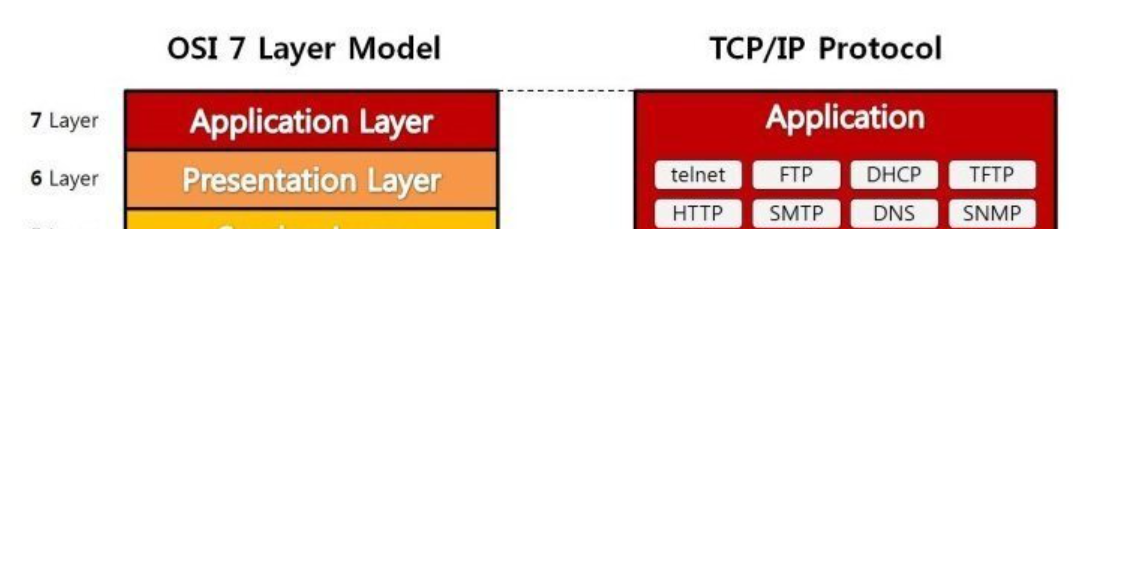 OSI 7 Layer Model
TCP/IP Protocol
7 Layer
Application Layer
Application
6 Layer
Presentation Layer
telnet FTP DHCP TFTP
HTTP SMTP DNS SNMP